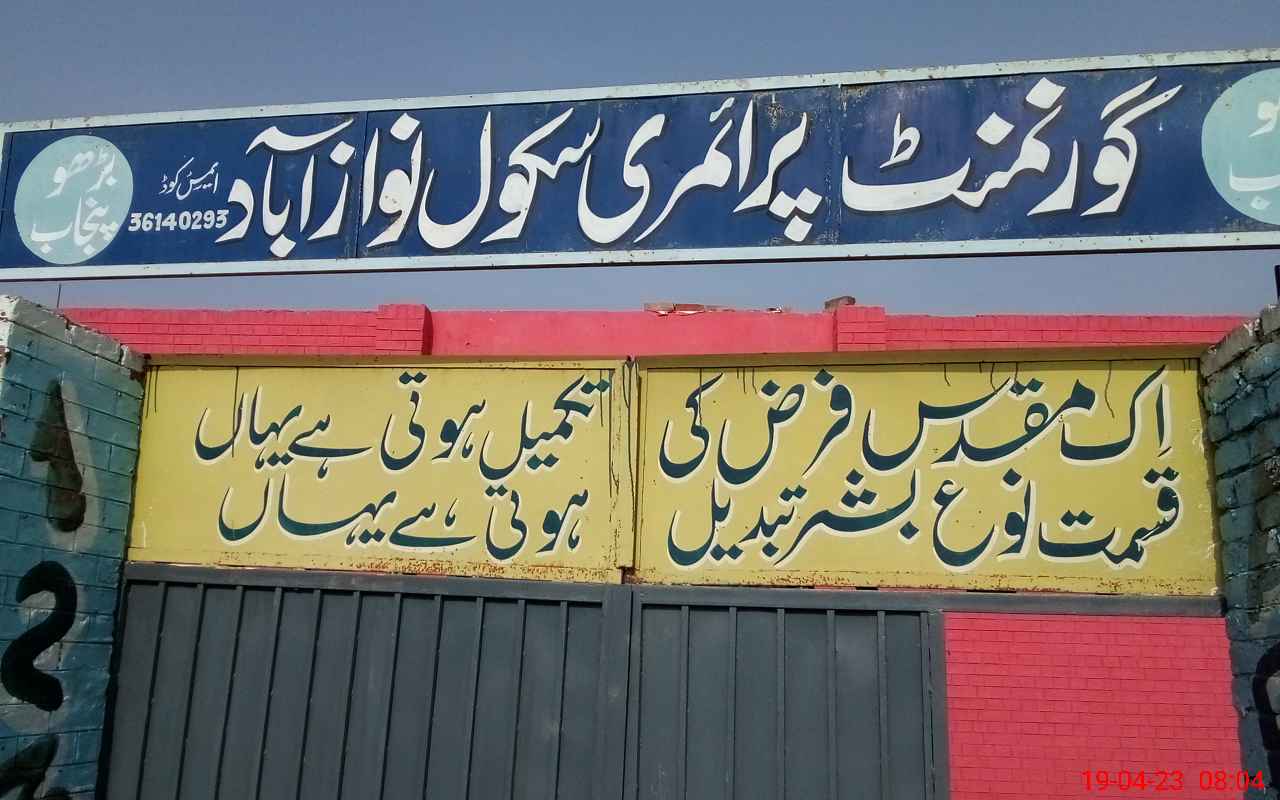 گورنمنٹ پرائمری سکول نواز آباد
ایمس کوڈ
36140293
بڑھو
پنجاب
اِک مقدس فرض کی تکمیل ہوتی ہے یہاں
قسمت نوع بشر تبدیل ہوتی ہے یہاں
19-04-23 08:04